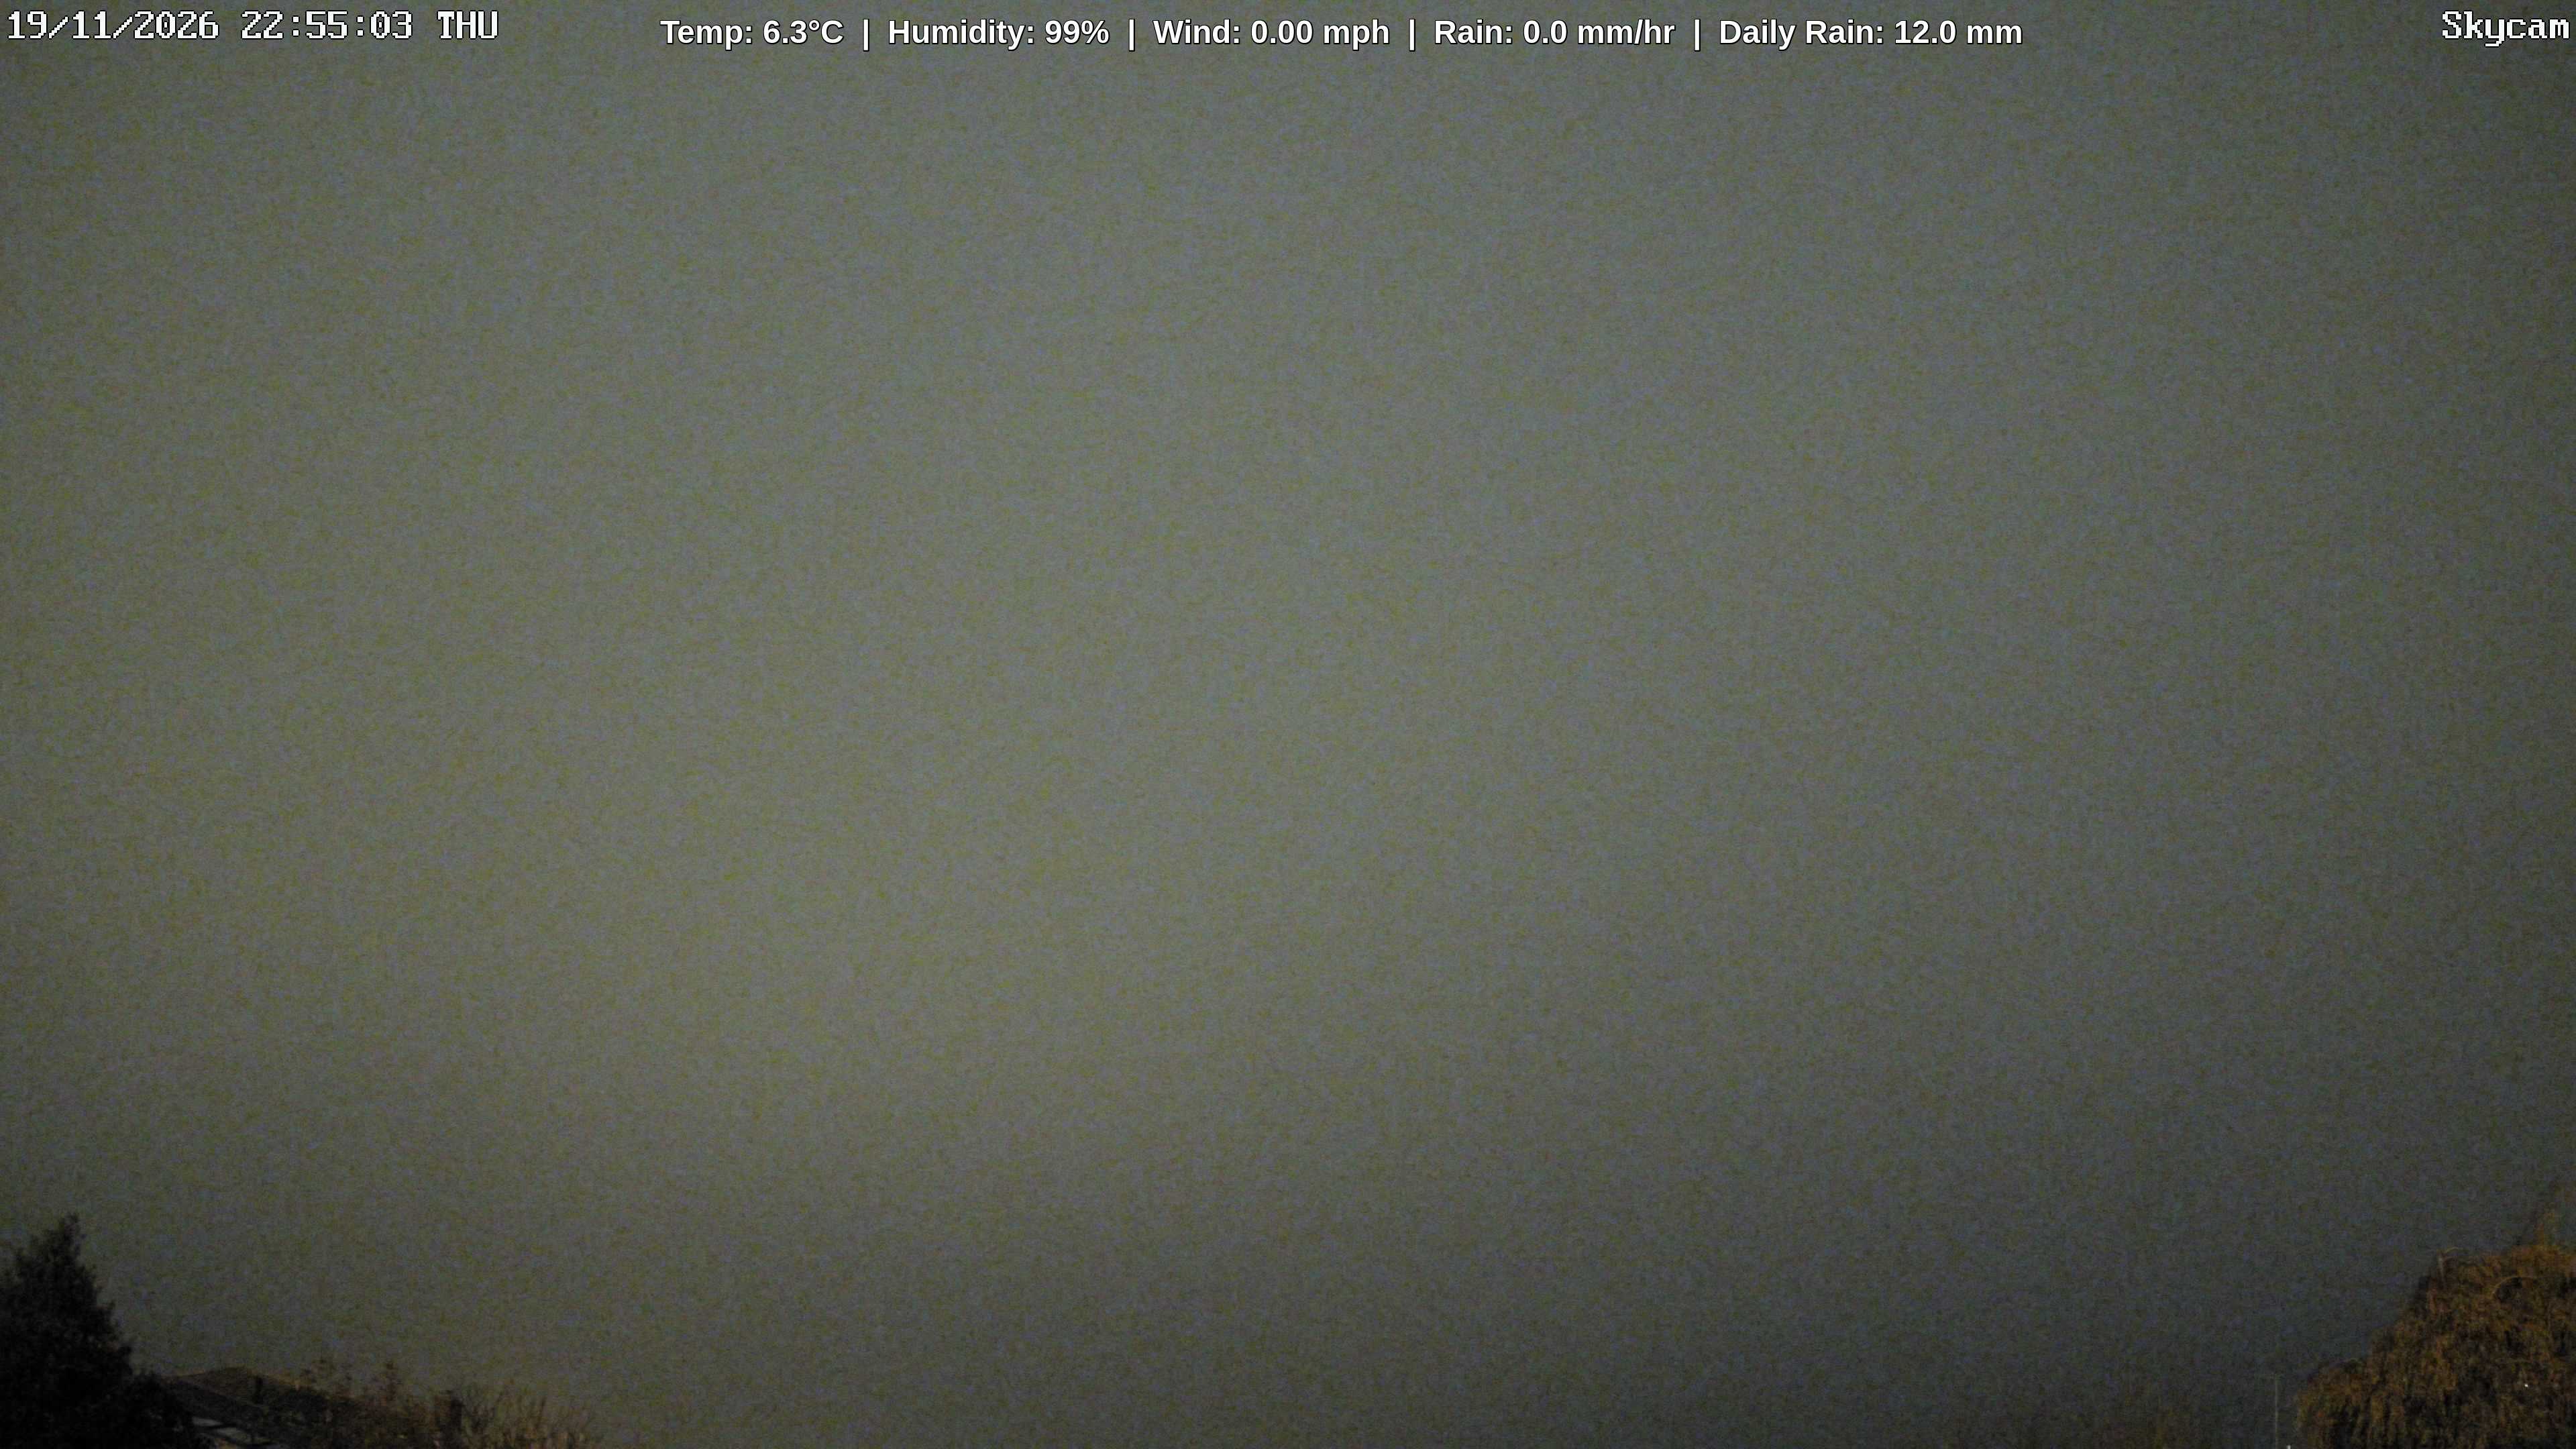 19/11/2026 22:55:03 THU
Temp: 6.3°C | Humidity: 99% | Wind: 0.00 mph | Rain: 0.0 mm/hr | Daily Rain: 12.0 mm
Skycam